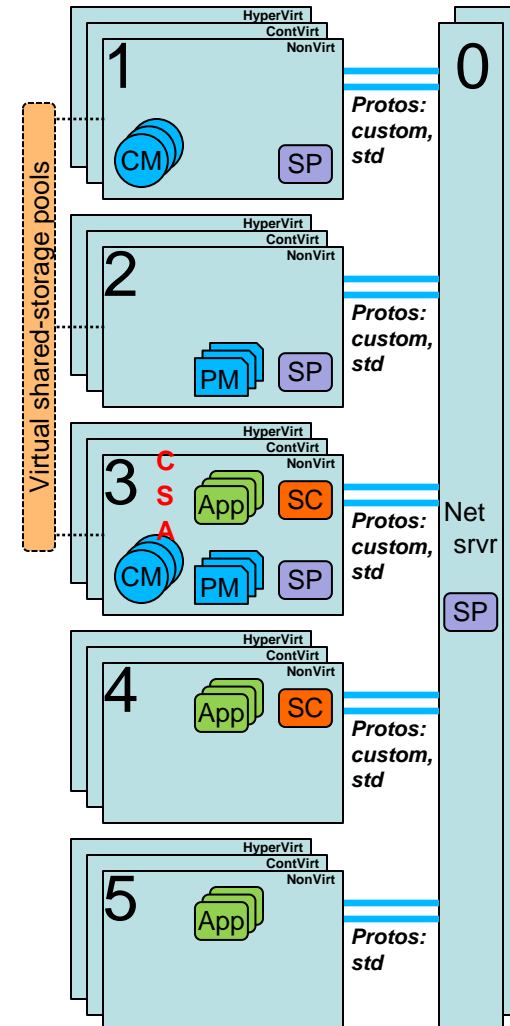 HyperVirt
ContVirt
NonVirt
1
CM
SP
Protos:
custom,
std
0
Virtual shared-storage pools
HyperVirt
ContVirt
NonVirt
2
PM
SP
Protos:
custom,
std
HyperVirt
ContVirt
NonVirt
3
C
S
A
App
SC
CM
PM
SP
Protos:
custom,
std
Net
srvr
SP
HyperVirt
ContVirt
NonVirt
4
App
SC
Protos:
custom,
std
HyperVirt
ContVirt
NonVirt
5
App
Protos:
std